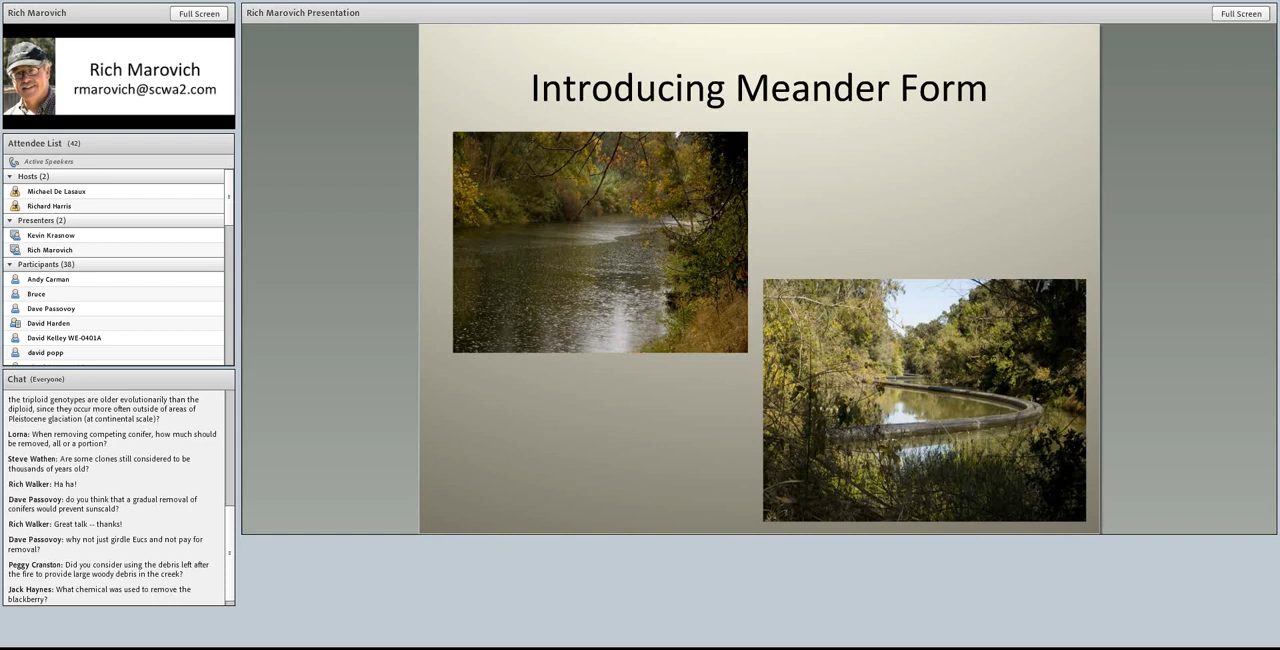 Rich Marovich
Full Screen
Rich Marovich
rmarovich@scwa2.com
Attendee List (42)
Active Speakers
Hosts (2)
Michael De Lasaux
Richard Harris
Presenters (2)
Kevin Krasnow
Rich Marovich
Participants (38)
Andy Carman
Bruce
Dave Passovoy
David Harden
David Kelley WE-0401A
david popp
Chat (Everyone)
the triploid genotypes are older evolutionarily than the
diploid, since they occur more often outside of areas of
Pleistocene glaciation (at continental scale)?
Lorna: When removing competing conifer, how much should
be removed, all or a portion?
Steve Wathen: Are some clones still considered to be
thousands of years old?
Rich Walker: Ha ha!
Dave Passovoy: do you think that a gradual removal of
conifers would prevent sunscald?
Rich Walker: Great talk -- thanks!
Dave Passovoy: why not just girdle Eucs and not pay for
removal?
Peggy Cranston: Did you consider using the debris left after
the fire to provide large woody debris in the creek?
Jack Haynes: What chemical was used to remove the
blackberry?
Rich Marovich Presentation
Full Screen
Introducing Meander Form